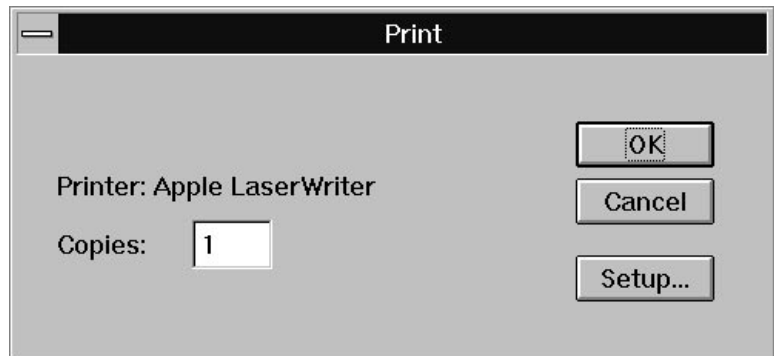 Print
OK
Printer: Apple LaserWriter
Cancel
Copies: 1
Setup...